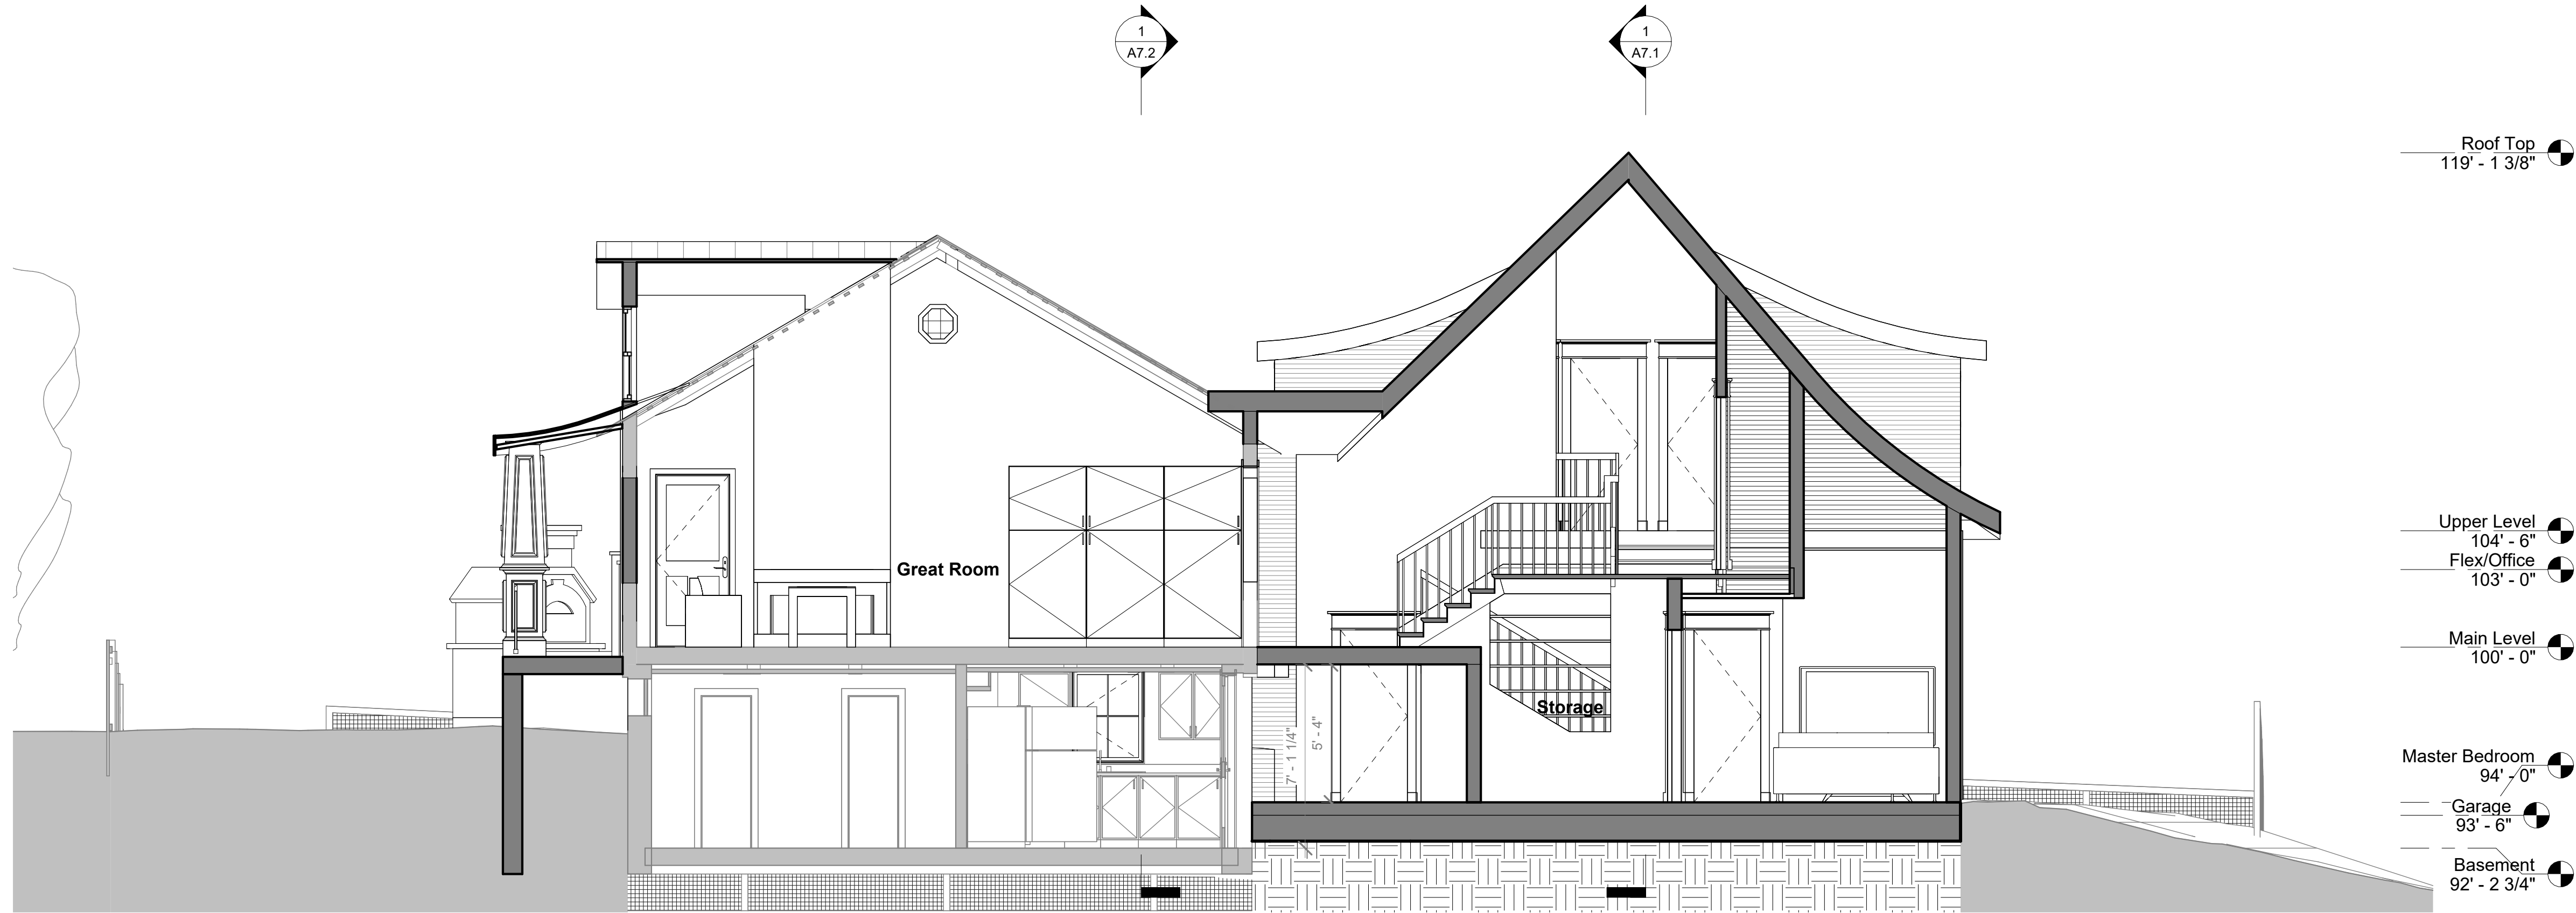 1
A7.2
1
A7.1
Roof Top
119' - 1 3/8"
Upper Level
104' - 6"
Flex/Office
103' - 0"
Great Room
Main Level
100' - 0"
Storage
7' - 1 1/4"
5' - 4"
Master Bedroom
94' - 0"
Garage
93' - 6"
Basement
92' - 2 3/4"